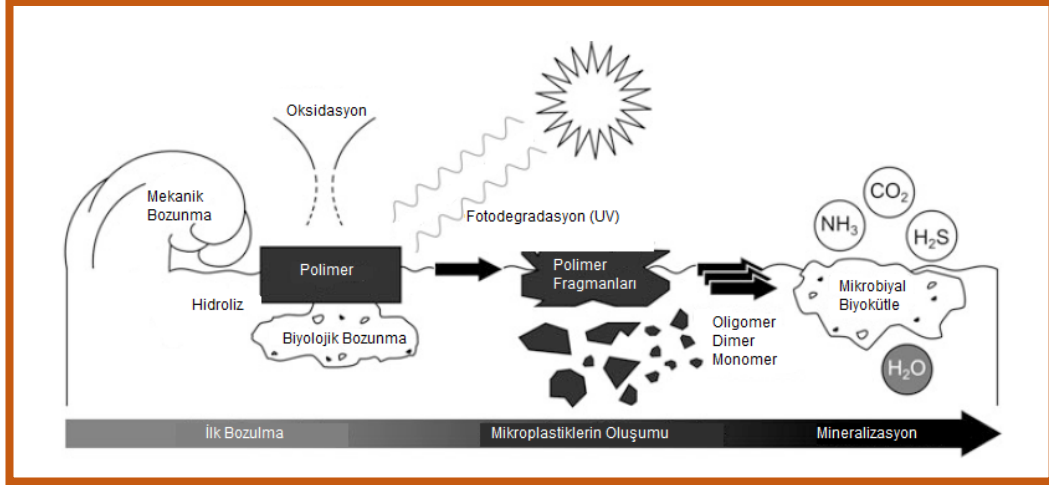 Oksidasyon
Mekanik
Bozunma
Fotodegradasyon (UV)
CO₂
NH₃
H₂S
Polimer
Polimer
Fragmanları
Mikrobiyal
Biyokütle
Hidroliz
Biyolojik Bozunma
Oligomer
Dimer
Monomer
H₂O
İlk Bozulma
Mikroplastiklerin Oluşumu
Mineralizasyon